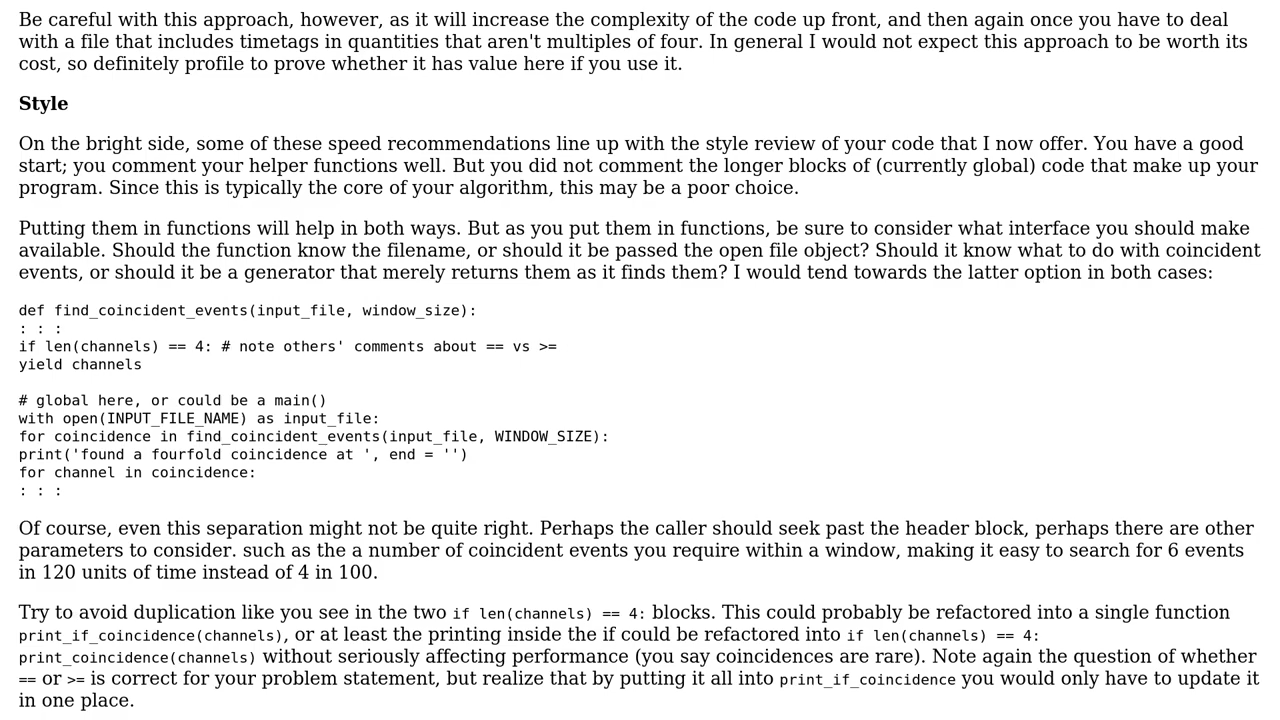 Be careful with this approach, however, as it will increase the complexity of the code up front, and then again once you have to deal
with a file that includes timetags in quantities that aren't multiples of four. In general I would not expect this approach to be worth its
cost, so definitely profile to prove whether it has value here if you use it.
Style
On the bright side, some of these speed recommendations line up with the style review of your code that I now offer. You have a good
start; you comment your helper functions well. But you did not comment the longer blocks of (currently global) code that make up your
program. Since this is typically the core of your algorithm, this may be a poor choice.
Putting them in functions will help in both ways. But as you put them in functions, be sure to consider what interface you should make
available. Should the function know the filename, or should it be passed the open file object? Should it know what to do with coincident
events, or should it be a generator that merely returns them as it finds them? I would tend towards the latter option in both cases:
def find_coincident_events(input_file, window_size):
: : :
if len(channels) == 4: # note others' comments about == vs >=
yield channels
# global here, or could be a main()
with open(INPUT_FILE_NAME) as input_file:
for coincidence in find_coincident_events(input_file, WINDOW_SIZE):
print('found a fourfold coincidence at ', end = '')
for channel in coincidence:
: : :
Of course, even this separation might not be quite right. Perhaps the caller should seek past the header block, perhaps there are other
parameters to consider. such as the a number of coincident events you require within a window, making it easy to search for 6 events
in 120 units of time instead of 4 in 100.
Try to avoid duplication like you see in the two if len(channels) == 4: blocks. This could probably be refactored into a single function
print_if_coincidence(channels), or at least the printing inside the if could be refactored into if len(channels) == 4:
print_coincidence(channels) without seriously affecting performance (you say coincidences are rare). Note again the question of whether
== or >= is correct for your problem statement, but realize that by putting it all into print_if_coincidence you would only have to update it
in one place.